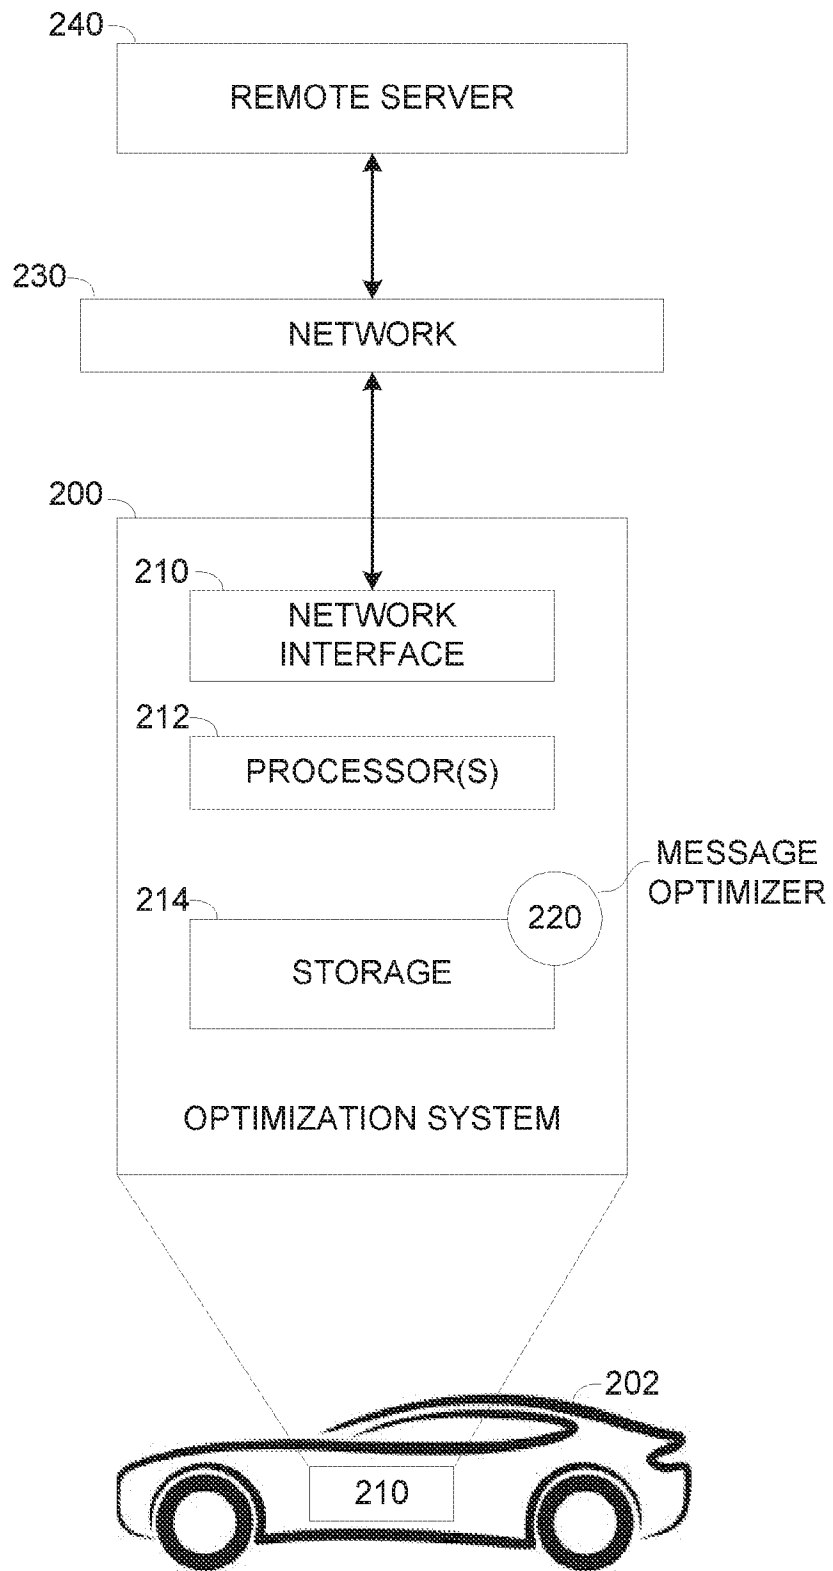 240
REMOTE SERVER
230
NETWORK
200
210
NETWORK
INTERFACE
212
PROCESSOR(S)
MESSAGE
OPTIMIZER
214
220
STORAGE
OPTIMIZATION SYSTEM
202
210